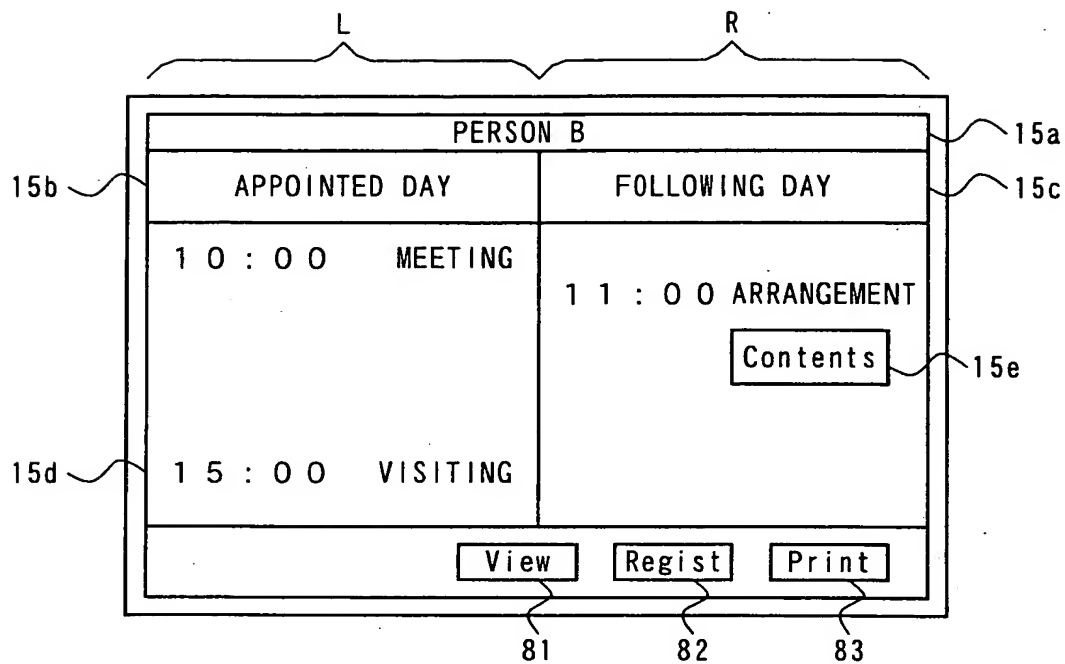 L R
PERSON B 15a
15b APPOINTED DAY FOLLOWING DAY 15c
10:00 MEETING
11:00 ARRANGEMENT
Contents 15e
15d 15:00 VISITING
View Regist Print
81 82 83